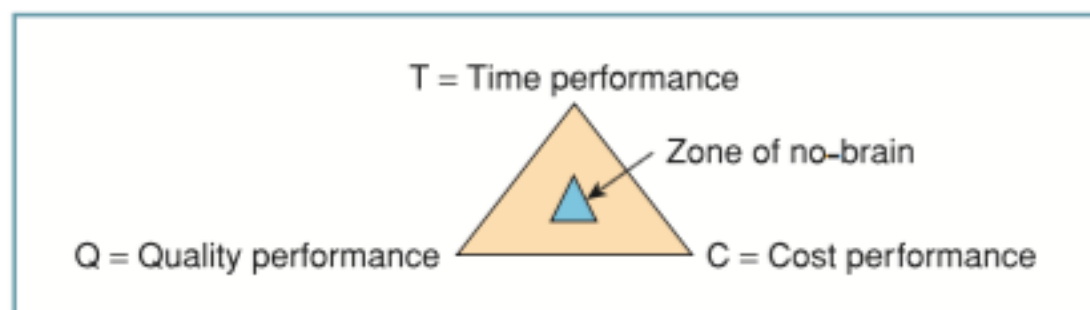 T = Time performance
Zone of no-brain
Q = Quality performance
C = Cost performance